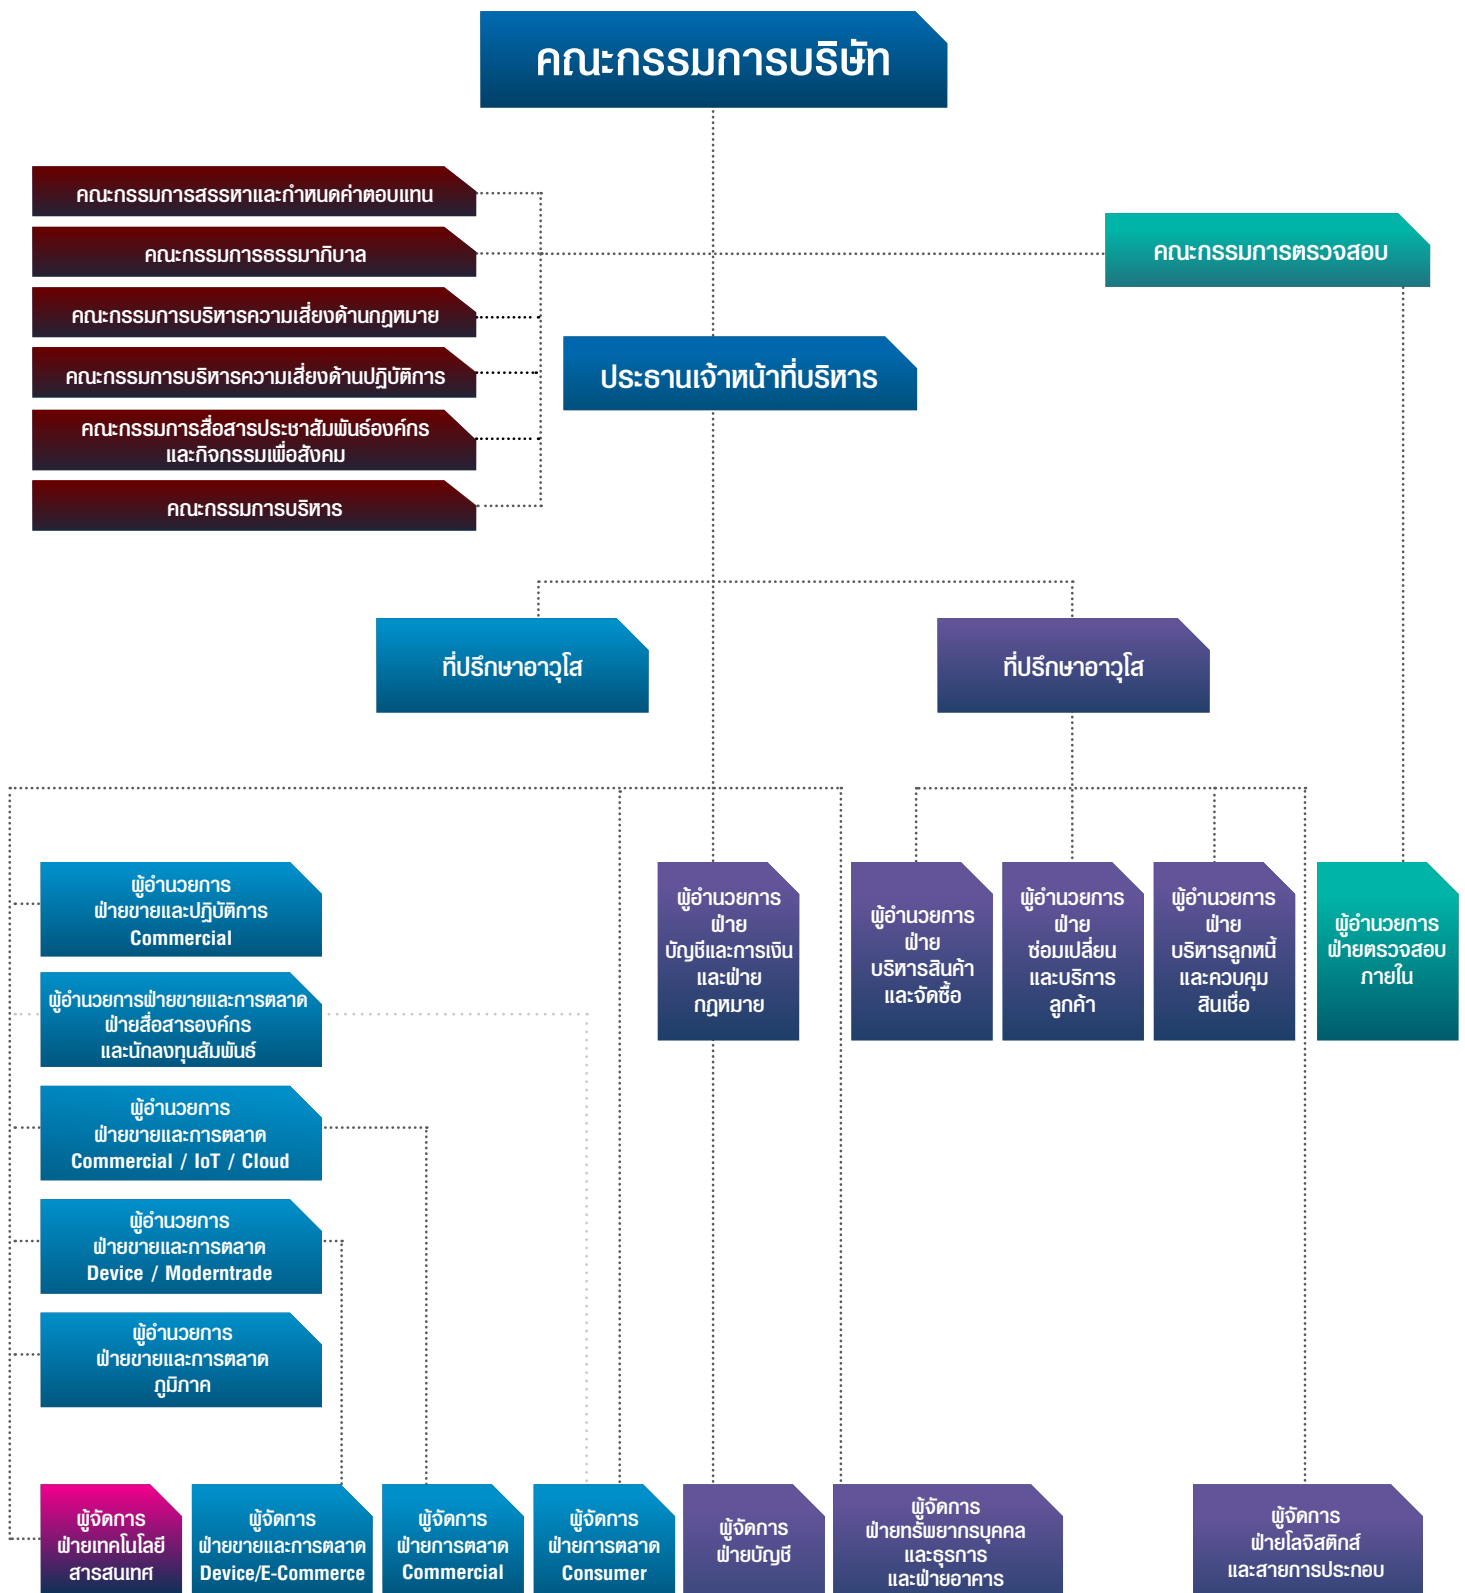 คณะกรรมการบริษัท
คณะกรรมการสรรหาและกำหนดค่าตอบแทน
คณะกรรมการธรรมาภิบาล
คณะกรรมการตรวจสอบ
คณะกรรมการบริหารความเสี่ยงด้านกฎหมาย
คณะกรรมการบริหารความเสี่ยงด้านปฏิบัติการ
ประธานเจ้าหน้าที่บริหาร
คณะกรรมการสื่อสารประชาสัมพันธ์องค์กร
และกิจกรรมเพื่อสังคม
คณะกรรมการบริหาร
ที่ปรึกษาอาวุโส
ที่ปรึกษาอาวุโส
ผู้อำนวยการ
ฝ่ายขายและปฏิบัติการ
Commercial
ผู้อำนวยการฝ่ายขายและการตลาด
ฝ่ายสื่อสารองค์กร
และนักลงทุนสัมพันธ์
ผู้อำนวยการ
ฝ่ายขายและการตลาด
Commercial / IoT / Cloud
ผู้อำนวยการ
ฝ่ายขายและการตลาด
Device / Moderntrade
ผู้อำนวยการ
ฝ่ายขายและการตลาด
ภูมิภาค
ผู้อำนวยการ
ฝ่าย
บัญชีและการเงิน
และฝ่าย
กฎหมาย
ผู้อำนวยการ
ฝ่าย
บริหารสินค้า
และจัดซื้อ
ผู้อำนวยการ
ฝ่าย
ซ่อมเปลี่ยน
และบริการ
ลูกค้า
ผู้อำนวยการ
ฝ่าย
บริหารลูกหนี้
และควบคุม
สินเชื่อ
ผู้อำนวยการ
ฝ่ายตรวจสอบ
ภายใน
ผู้จัดการ
ฝ่ายเทคโนโลยี
สารสนเทศ
ผู้จัดการ
ฝ่ายขายและการตลาด
Device/E-Commerce
ผู้จัดการ
ฝ่ายการตลาด
Commercial
ผู้จัดการ
ฝ่ายการตลาด
Consumer
ผู้จัดการ
ฝ่ายบัญชี
ผู้จัดการ
ฝ่ายทรัพยากรบุคคล
และธุรการ
และฝ่ายอาคาร
ผู้จัดการ
ฝ่ายโลจิสติกส์
และสายการประกอบ